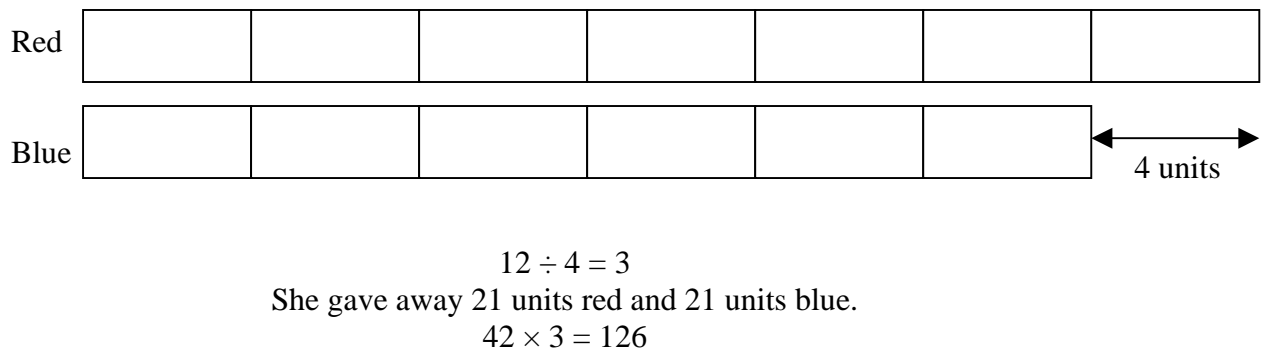 Red
Blue
4 units
12 ÷ 4 = 3
She gave away 21 units red and 21 units blue.
42 × 3 = 126